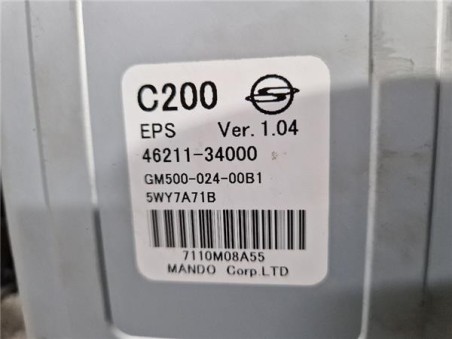 C200
EPS Ver. 1.04
46211-34000
GM500-024-00B1
5WY7A71B
7110M08A55
MANDO Corp.LTD